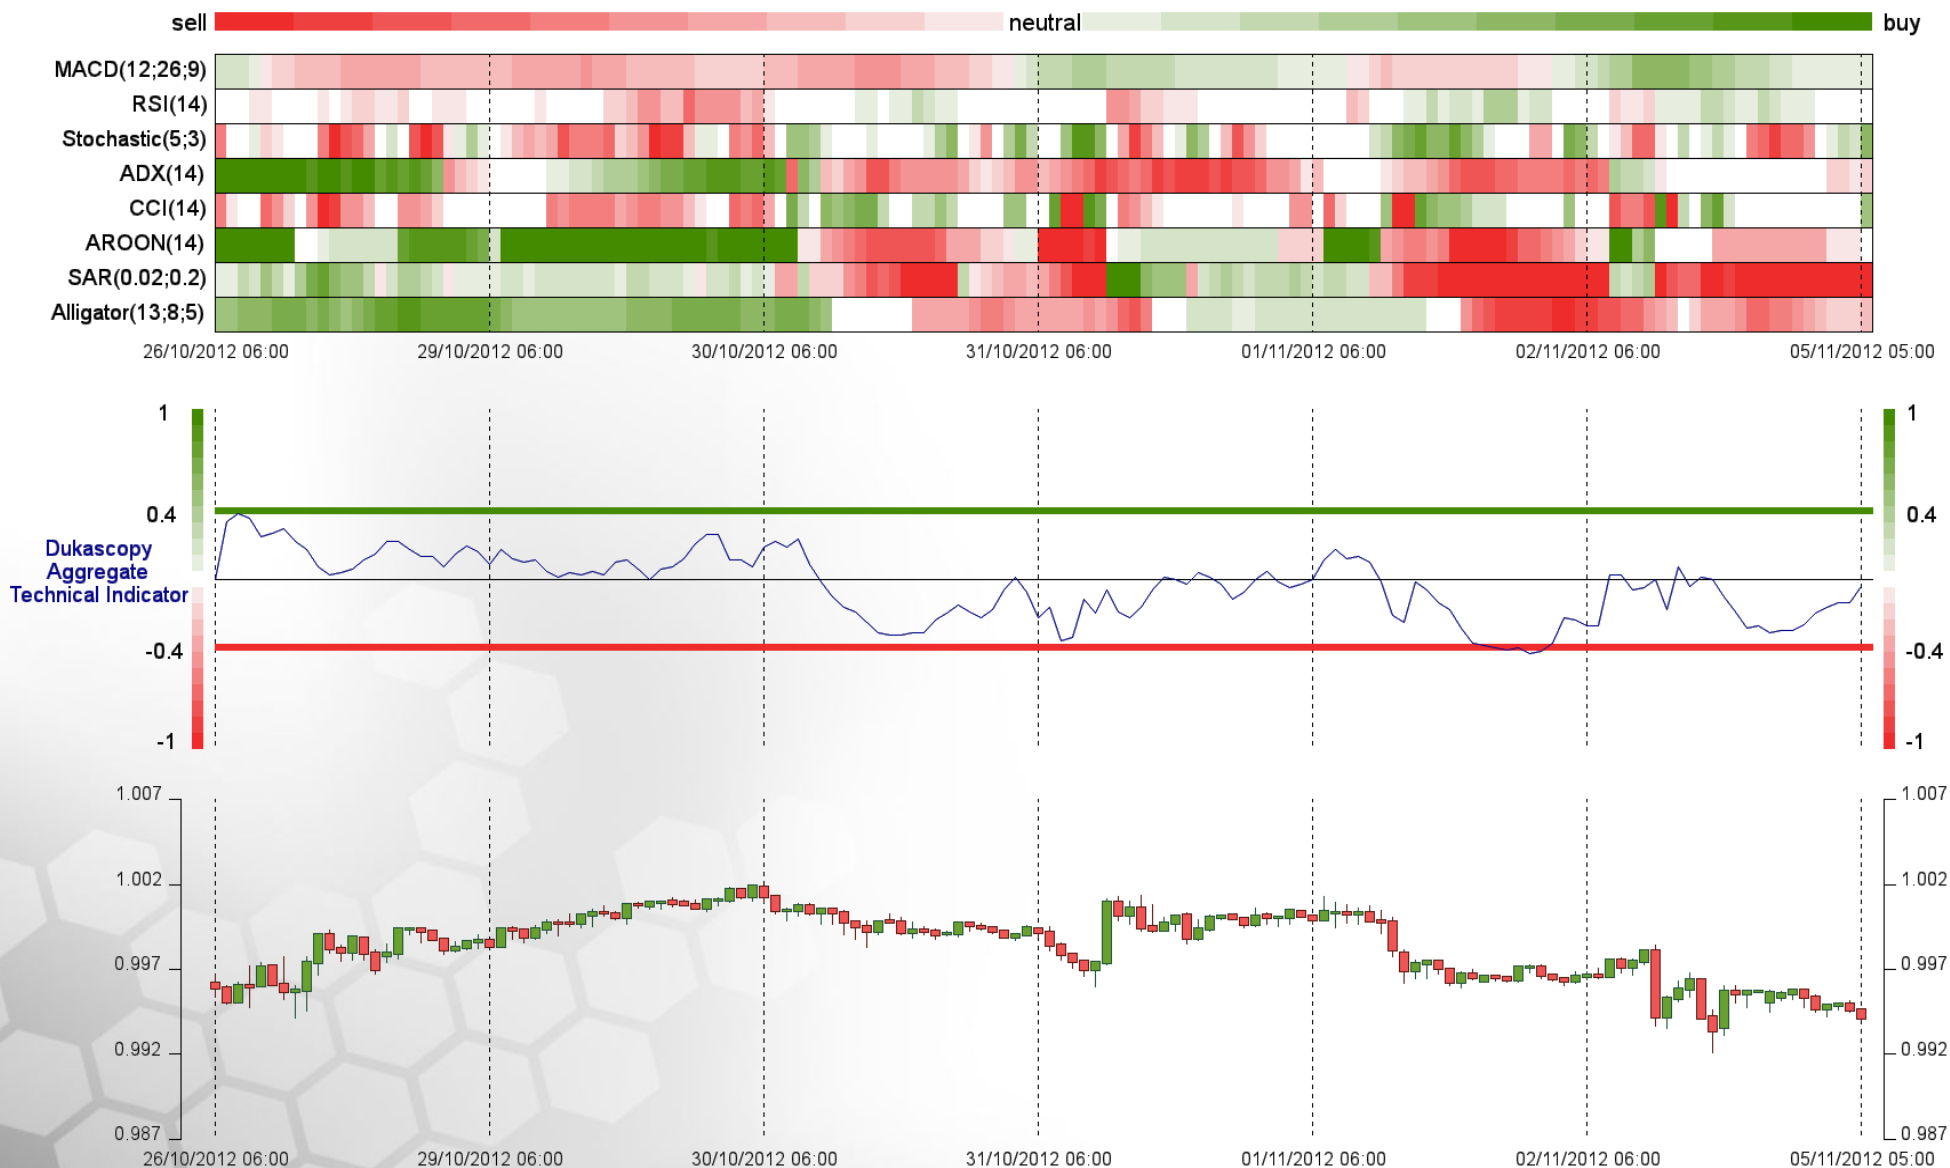 sell neutral buy
MACD(12;26;9)
RSI(14)
Stochastic(5;3)
ADX(14)
CCI(14)
AROON(14)
SAR(0.02;0.2)
Alligator(13;8;5)
26/10/2012 06:00 29/10/2012 06:00 30/10/2012 06:00 31/10/2012 06:00 01/11/2012 06:00 02/11/2012 06:00 05/11/2012 05:00
1 1
0.4 0.4
Dukascopy
Aggregate
Technical Indicator
-0.4 -0.4
-1 -1
1.007 1.007
1.002 1.002
0.997 0.997
0.992 0.992
0.987 0.987
26/10/2012 06:00 29/10/2012 06:00 30/10/2012 06:00 31/10/2012 06:00 01/11/2012 06:00 02/11/2012 06:00 05/11/2012 05:00